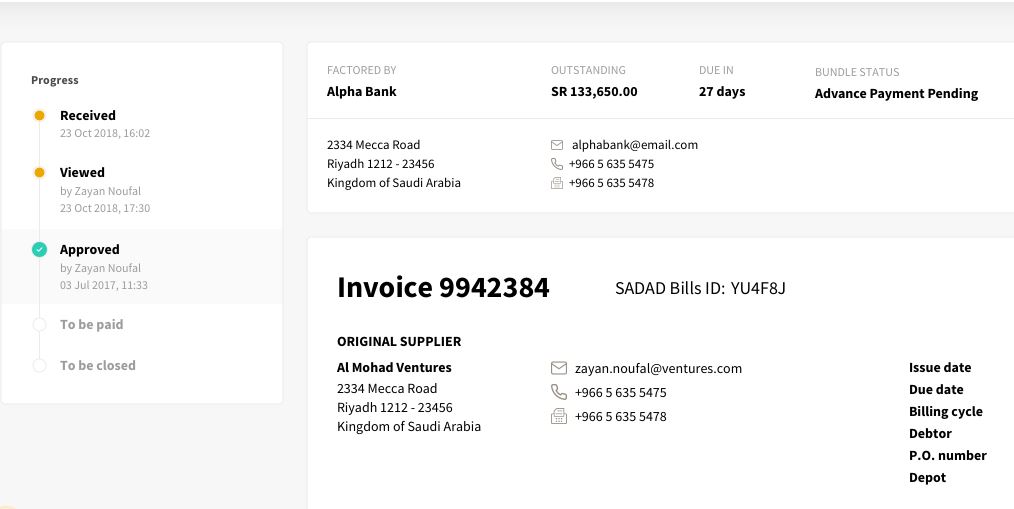 Progress
Received
23 Oct 2018, 16:02
Viewed
by Zayan Noufal
23 Oct 2018, 17:30
Approved
by Zayan Noufal
03 Jul 2017, 11:33
To be paid
To be closed
FACTORED BY
Alpha Bank
OUTSTANDING
SR 133,650.00
DUE IN
27 days
BUNDLE STATUS
Advance Payment Pending
2334 Mecca Road
Riyadh 1212 - 23456
Kingdom of Saudi Arabia
alphabank@email.com
+966 5 635 5475
+966 5 635 5478
Invoice 9942384
SADAD Bills ID: YU4F8J
ORIGINAL SUPPLIER
Al Mohad Ventures
2334 Mecca Road
Riyadh 1212 - 23456
Kingdom of Saudi Arabia
zayan.noufal@ventures.com
+966 5 635 5475
+966 5 635 5478
Issue date
Due date
Billing cycle
Debtor
P.O. number
Depot